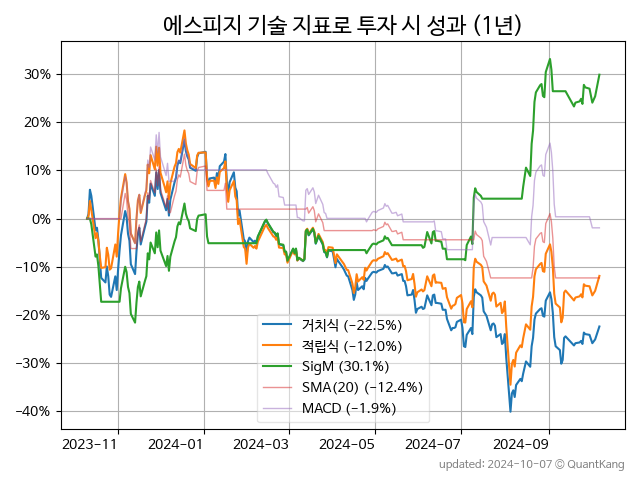 에스피지 기술 지표로 투자 시 성과 (1년)
30%
20%
10%
0%
−10%
−20%
−30%
−40%
거치식 (−22.5%)
적립식 (−12.0%)
SigM (30.1%)
SMA(20) (−12.4%)
MACD (−1.9%)
2023−11 2024−01 2024−03 2024−05 2024−07 2024−09
updated: 2024-10-07 © QuantKang